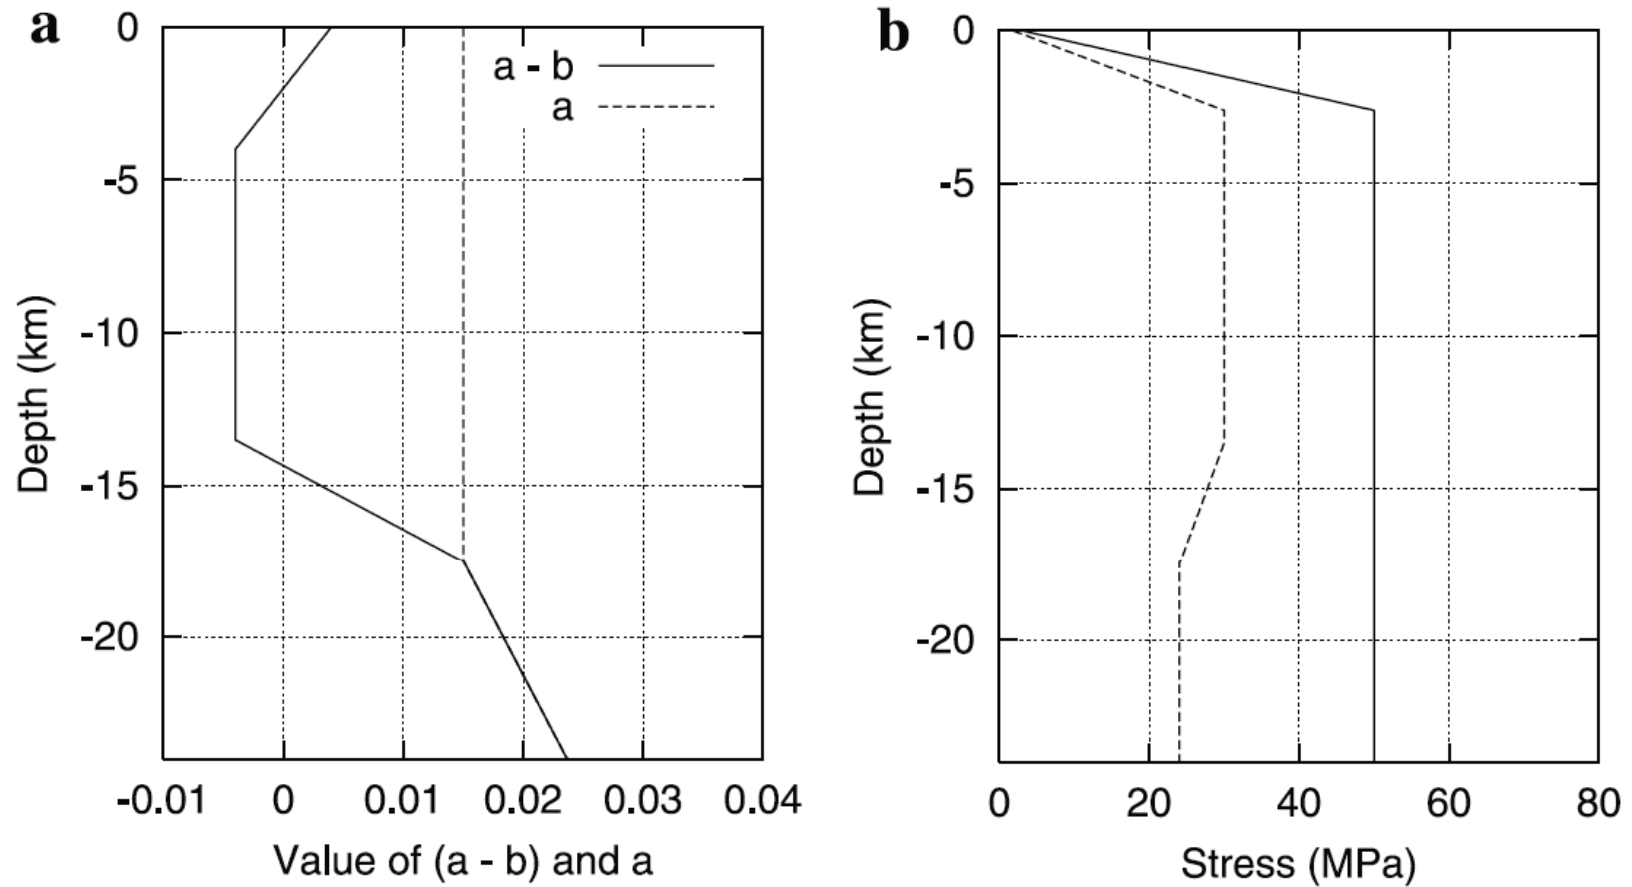 a
0
-5
-10
-15
-20
Depth (km)
a - b
a
-0.01 0 0.01 0.02 0.03 0.04
Value of (a - b) and a
b
0
-5
-10
-15
-20
Depth (km)
0 20 40 60 80
Stress (MPa)